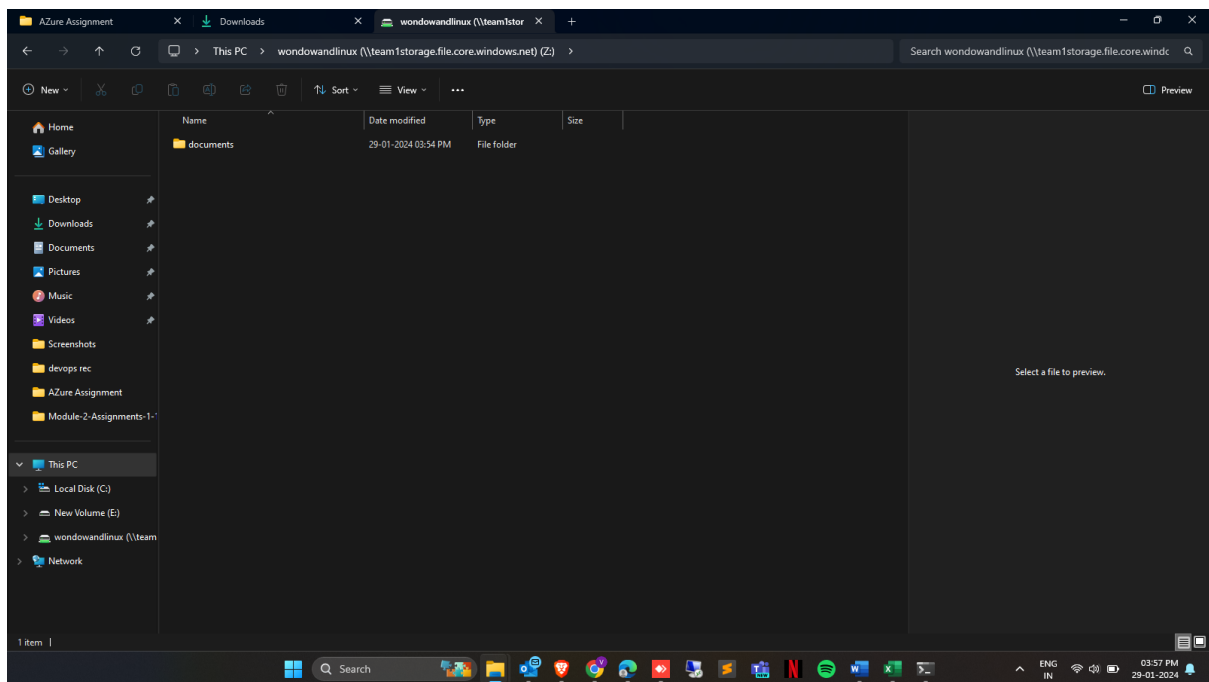 AZure Assignment
Downloads
wondowandlinux (\\team1stor
This PC > wondowandlinux (\\team1storage.file.core.windows.net) (Z:) >
Search wondowandlinux (\\team1storage.file.core.windc
New
Sort
View
Preview
Home
Gallery
Desktop
Downloads
Documents
Pictures
Music
Videos
Screenshots
devops rec
AZure Assignment
Module-2-Assignments-1-
This PC
Local Disk (C:)
New Volume (E:)
wondowandlinux (\\team
Network
Name Date modified Type Size
documents 29-01-2024 03:54 PM File folder
Select a file to preview.
1 item
Search
ENG
IN
03:57 PM
29-01-2024